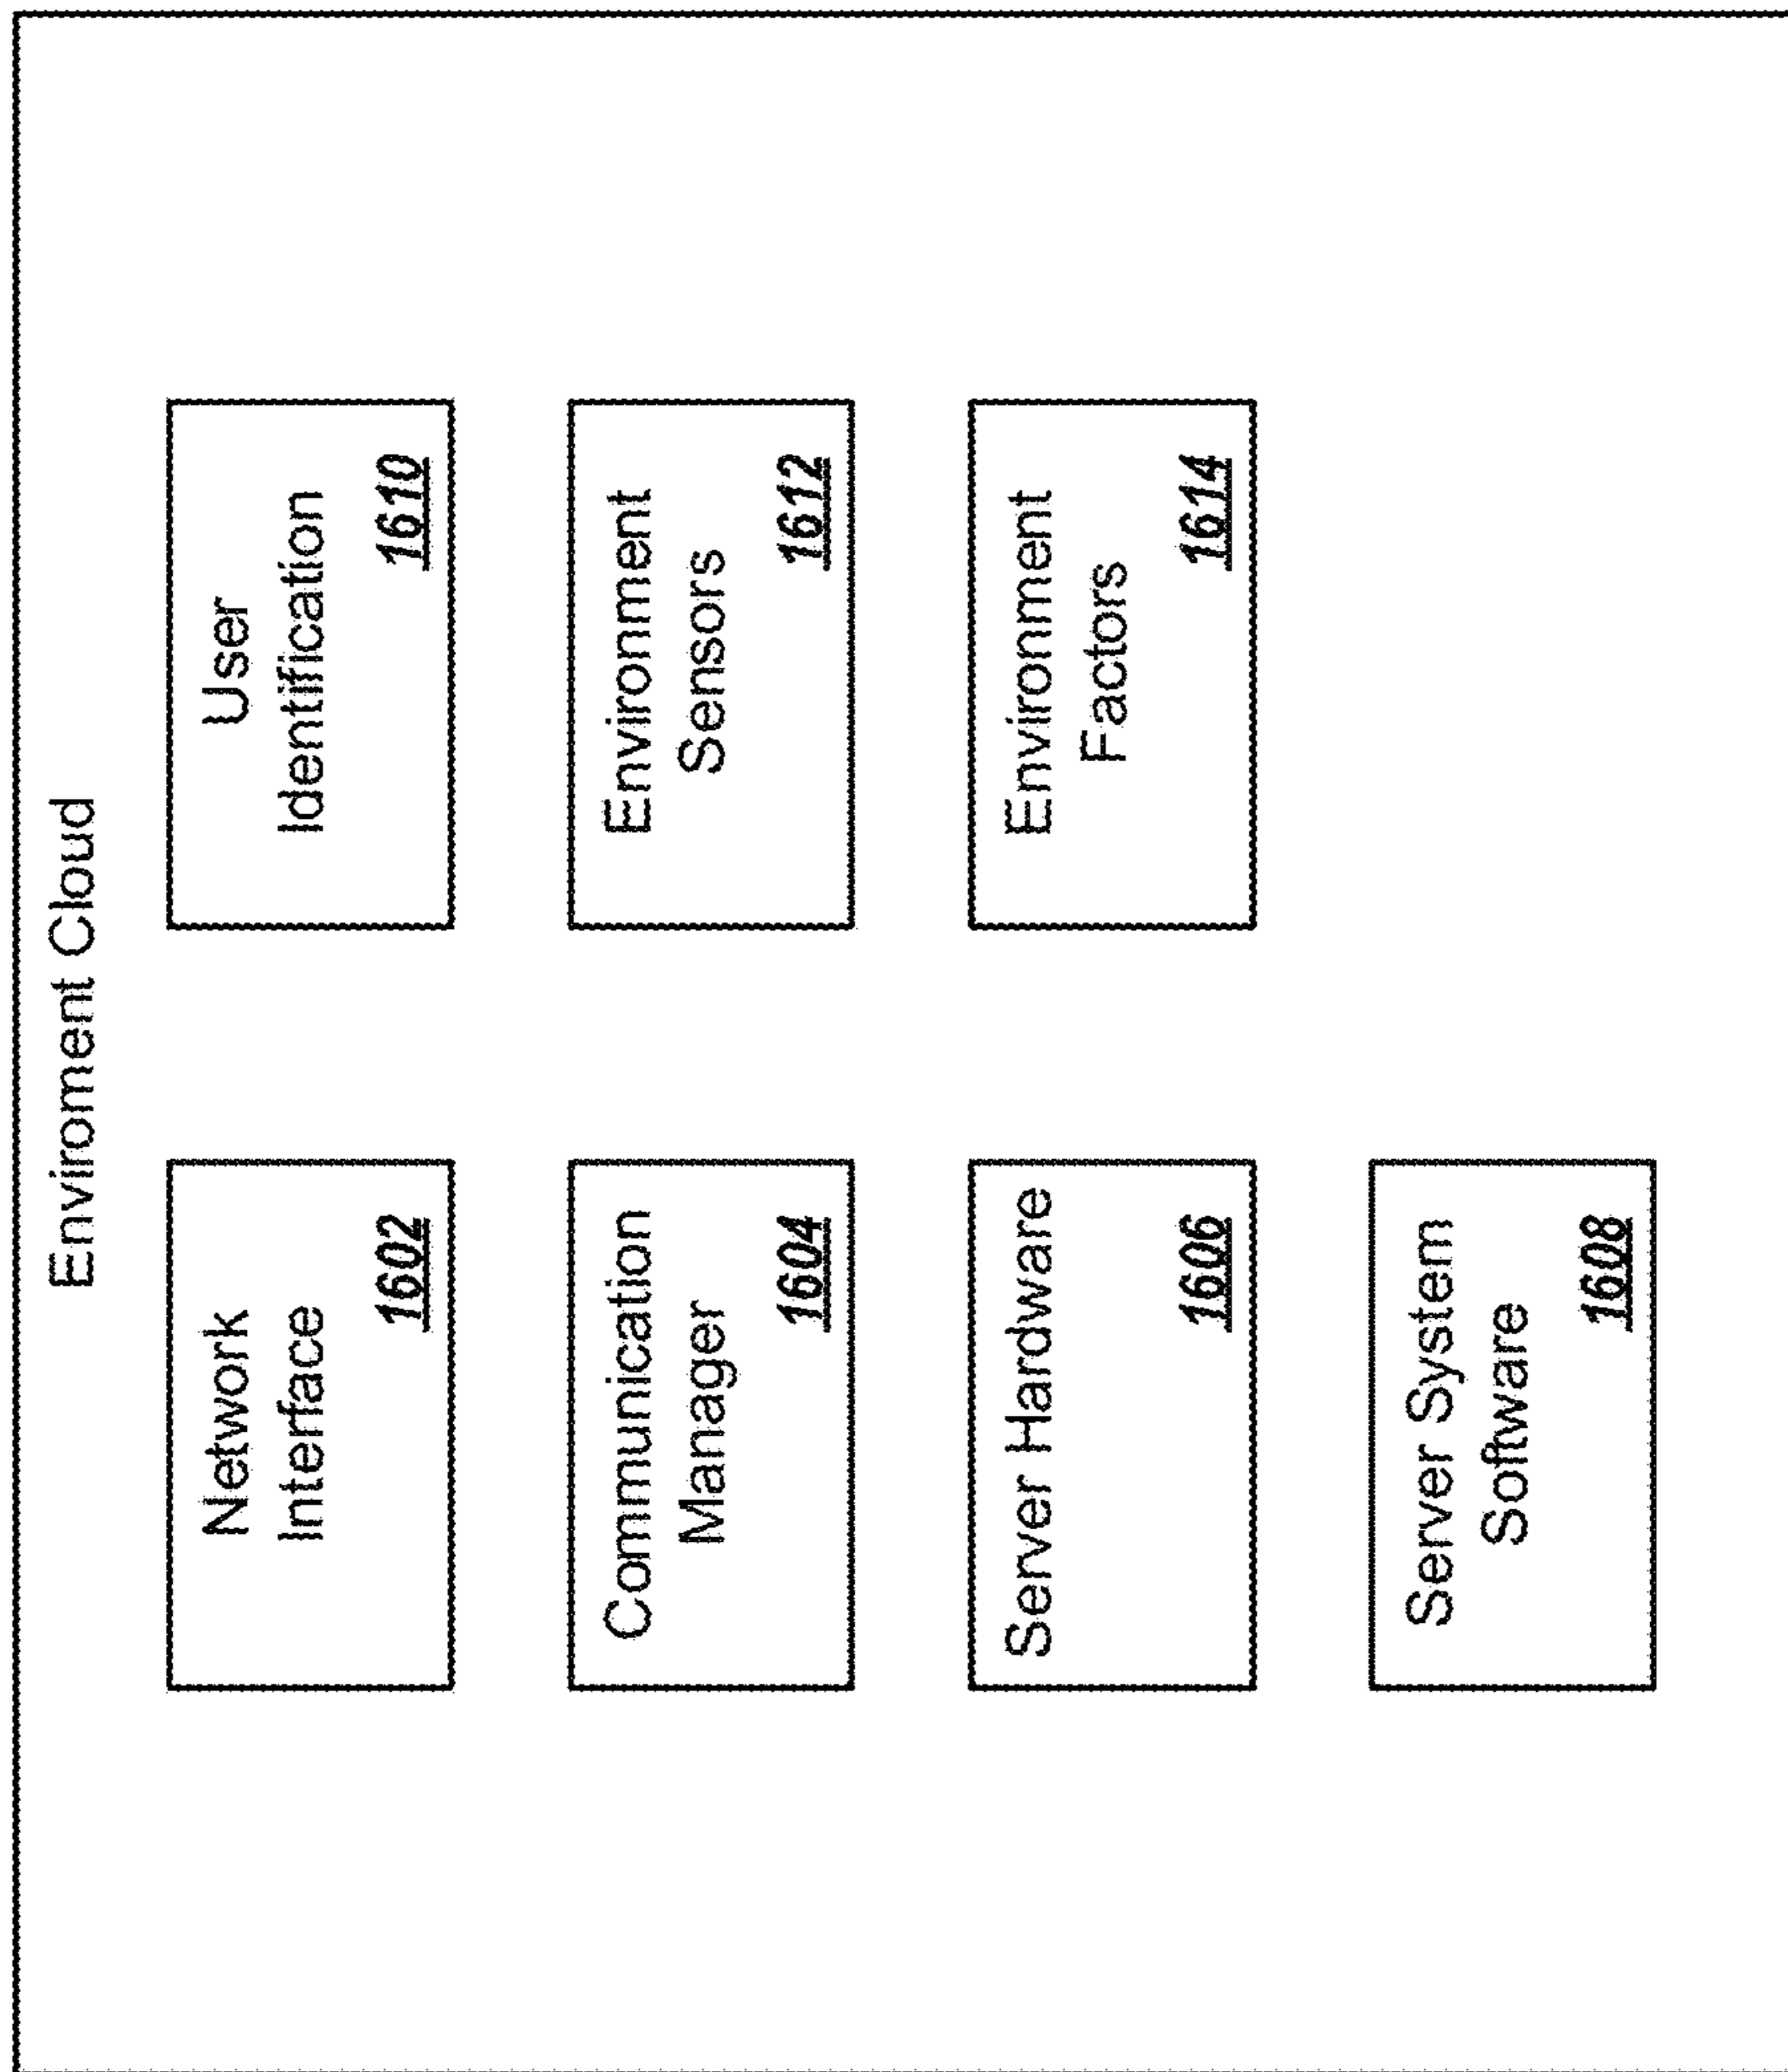 Enviroment Cloud
Network
Interface
1602
Communication
Manager
1604
Server Hardware
1606
Server System
Software
1608
User
Identification
1610
Environment
Sensors
1612
Environment
Factors
1614